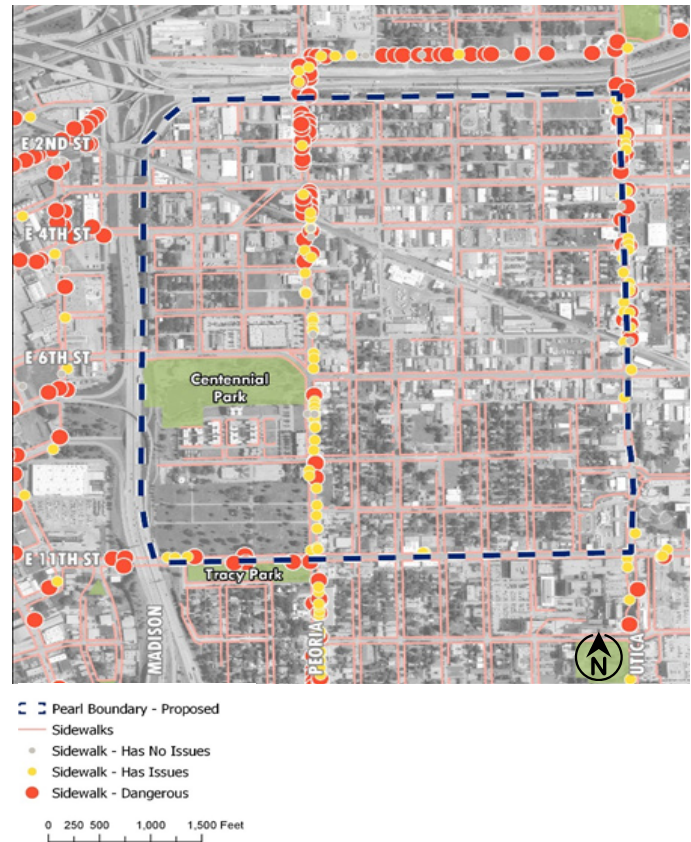 E 2ND ST
E 4TH ST
E 6TH ST
Centennial
Park
E 11TH ST
Tracy Park
MADISON
PEORIA
UTICA
N
Pearl Boundary - Proposed
Sidewalks
Sidewalk - Has No Issues
Sidewalk - Has Issues
Sidewalk - Dangerous
0 250 500 1,000 1,500 Feet